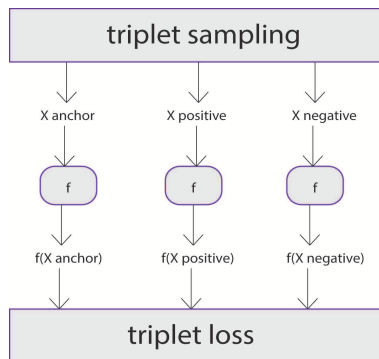 triplet sampling
X anchor X positive X negative
f f f
f(X anchor) f(X positive) f(X negative)
triplet loss